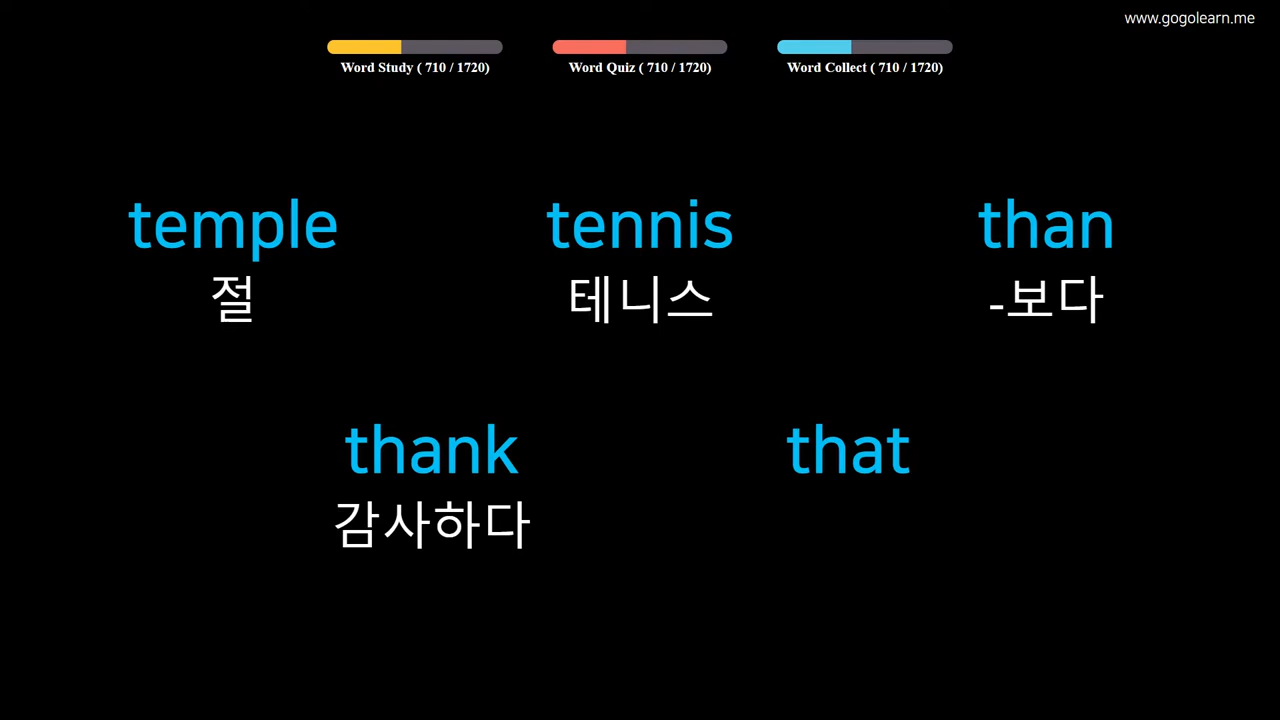 www.gogolearn.me
Word Study ( 710 / 1720) Word Quiz ( 710 / 1720) Word Collect ( 710 / 1720)
temple tennis than
절 테니스 -보다
thank that
감사하다